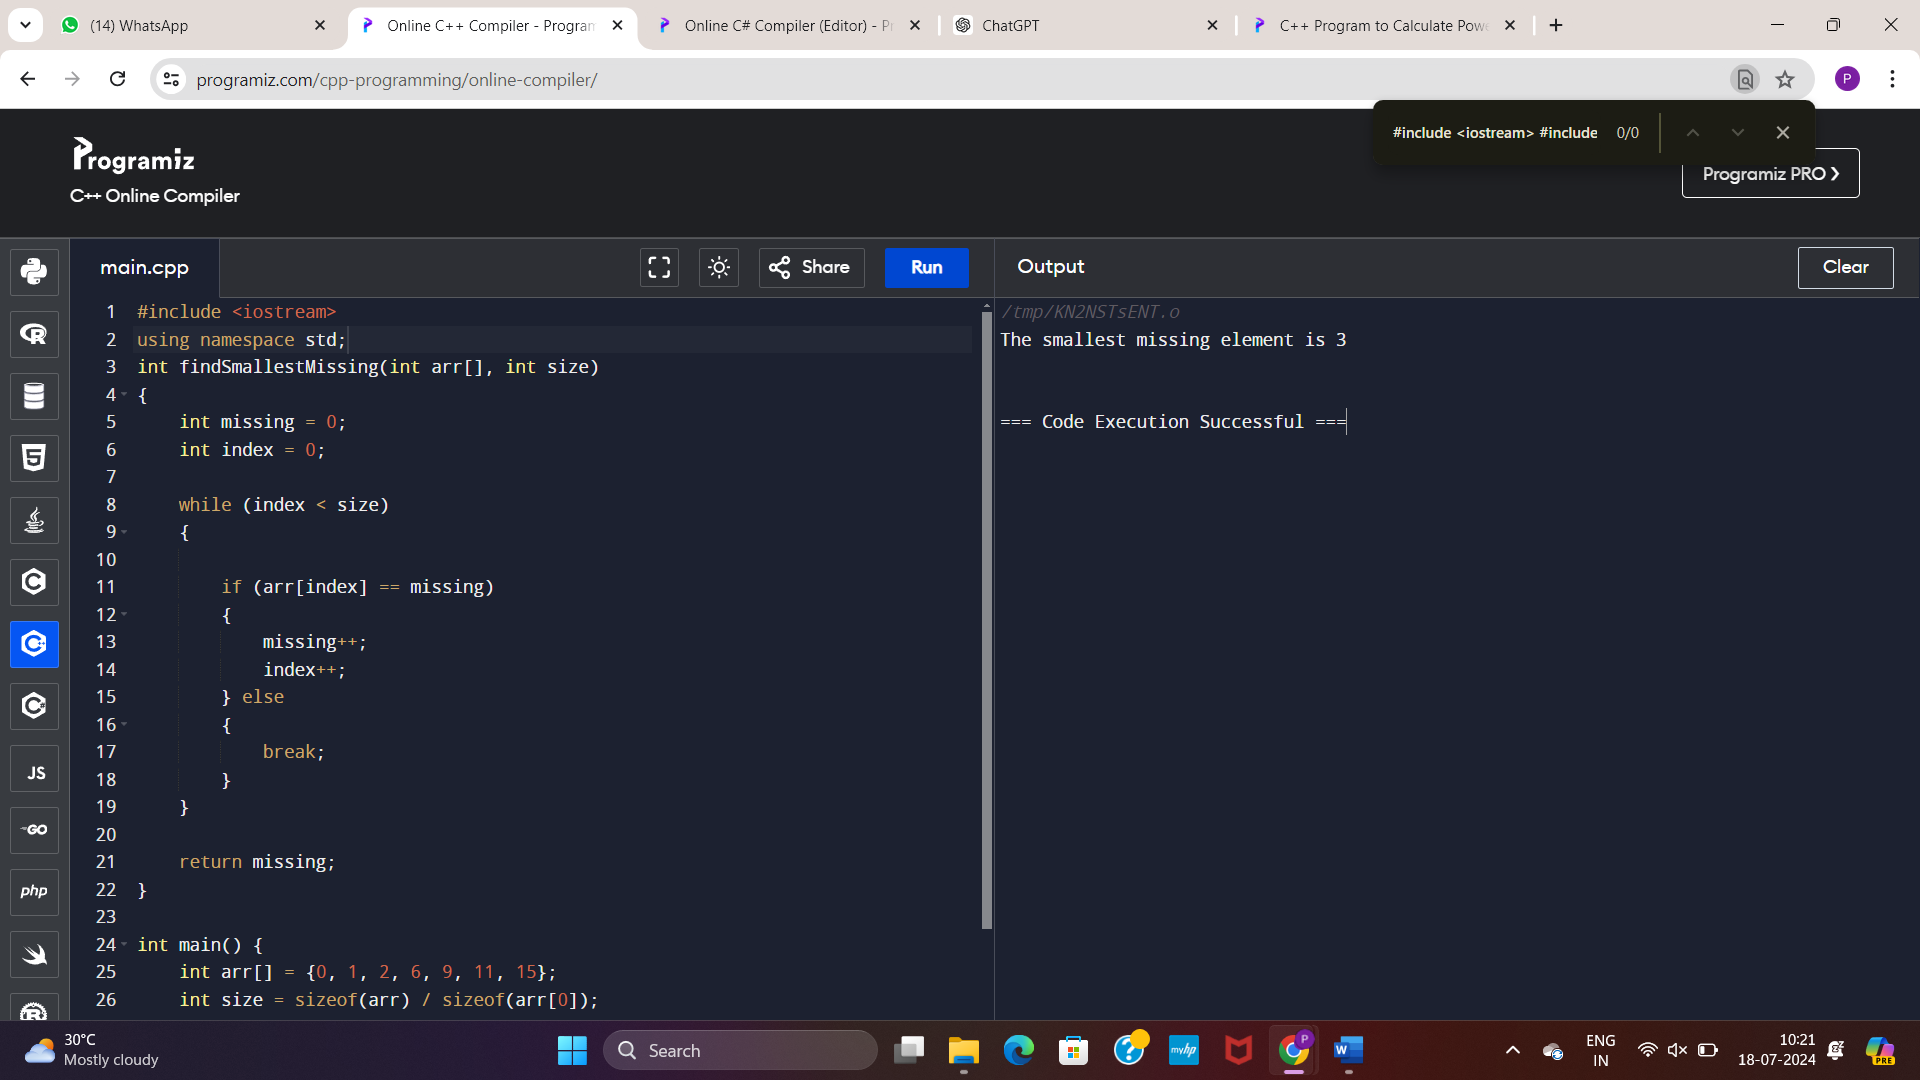 (14) WhatsApp
Online C++ Compiler - Program
Online C# Compiler (Editor) - P
ChatGPT
C++ Program to Calculate Powe
programiz.com/cpp-programming/online-compiler/
P
#include <iostream> #include 0/0
Programiz
C++ Online Compiler
Programiz PRO
main.cpp
Share
Run
Output
Clear
1 #include <iostream>
2 using namespace std;
3 int findSmallestMissing(int arr[], int size)
4 {
5 int missing = 0;
6 int index = 0;
7
8 while (index < size)
9 {
10
11 if (arr[index] == missing)
12 {
13 missing++;
14 index++;
15 } else
16 {
17 break;
18 }
19 }
20
21 return missing;
22 }
23
24 int main() {
25 int arr[] = {0, 1, 2, 6, 9, 11, 15};
26 int size = sizeof(arr) / sizeof(arr[0]);
/tmp/KN2NSTsENT.o
The smallest missing element is 3
=== Code Execution Successful ===
JS
GO
php
30°C
Mostly cloudy
Search
myhp
W
ENG
IN
10:21
18-07-2024
PRE